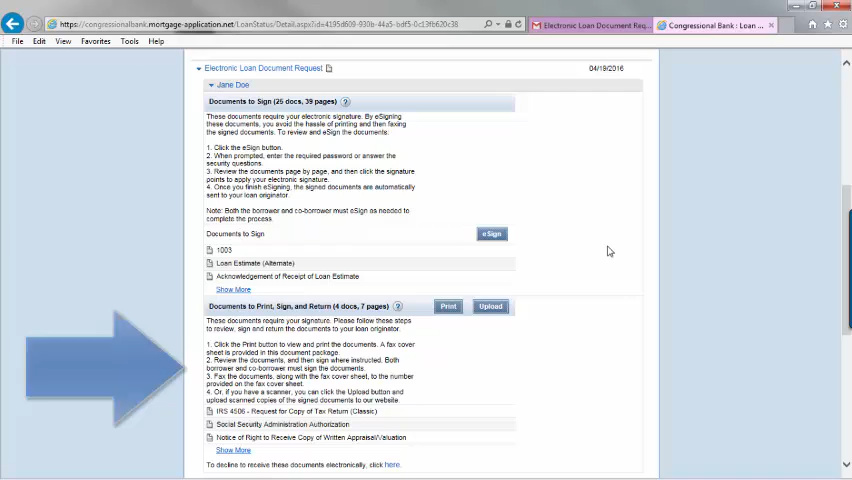 https://congressionalbank.mortgage-application.net/LoanStatus/Detail.aspx?id=4195d609-930b-44a5-bdf5-0c13fb620c38
Electronic Loan Document Req...
Congressional Bank : Loan ...
File Edit View Favorites Tools Help
Electronic Loan Document Request
04/19/2016
Jane Doe
Documents to Sign (25 docs, 39 pages) ?
These documents require your electronic signature. By eSigning
these documents, you avoid the hassle of printing and then faxing
the signed documents. To review and eSign the documents:
1. Click the eSign button.
2. When prompted, enter the required password or answer the
security questions.
3. Review the documents page by page, and then click the signature
points to apply your electronic signature.
4. Once you finish eSigning, the signed documents are automatically
sent to your loan originator.
Note: Both the borrower and co-borrower must eSign as needed to
complete the process.
Documents to Sign eSign
1003
Loan Estimate (Alternate)
Acknowledgement of Receipt of Loan Estimate
Show More
Documents to Print, Sign, and Return (4 docs, 7 pages) ? Print Upload
These documents require your signature. Please follow these steps
to review, sign and return the documents to your loan originator.
1. Click the Print button to view and print the documents. A fax cover
sheet is provided in this document package.
2. Review the documents, and then sign where instructed. Both
borrower and co-borrower must sign the documents.
3. Fax the documents, along with the fax cover sheet, to the number
provided on the fax cover sheet.
4. Or, if you have a scanner, you can click the Upload button and
upload scanned copies of the signed documents to our website.
IRS 4506 - Request for Copy of Tax Return (Classic)
Social Security Administration Authorization
Notice of Right to Receive Copy of Written Appraisal/Valuation
Show More
To decline to receive these documents electronically, click here.